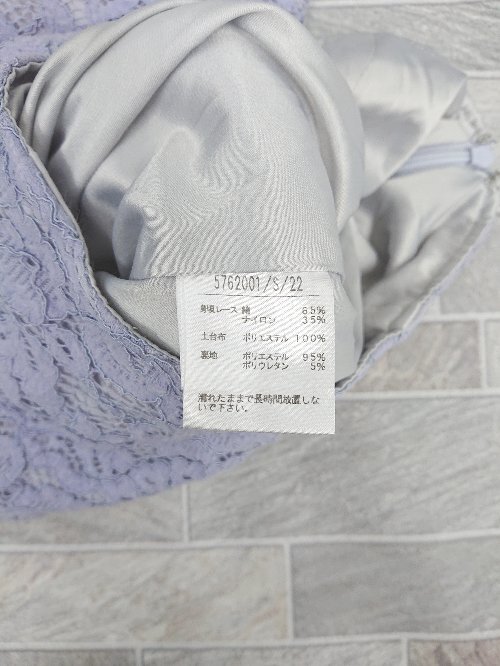 5762001/S/22
身頃レース 綿 65%
ナイロン 35%
土台布 ポリエステル 100%
裏地 ポリエステル 95%
ポリウレタン 5%
濡れたままで長時間放置しな
いで下さい。